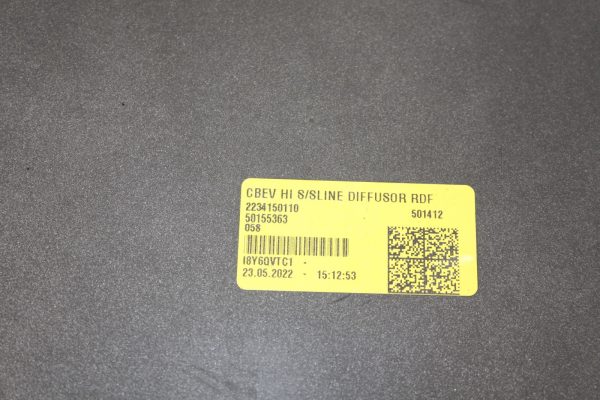 CBEV HI S/SLINE DIFFUSOR RDF
2234150110
501412
50155363
058
I8Y6QVTC1 -
23.05.2022 - 15:12:53